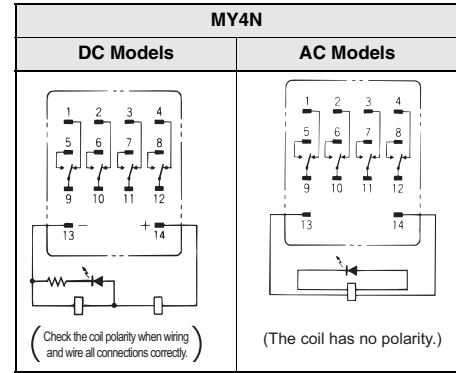 MY4N
DC Models AC Models
1 2 3 4
5 6 7 8
9 10 11 12
13 − + 14
Check the coil polarity when wiring
and wire all connections correctly.
1 2 3 4
5 6 7 8
9 10 11 12
13 14
(The coil has no polarity.)